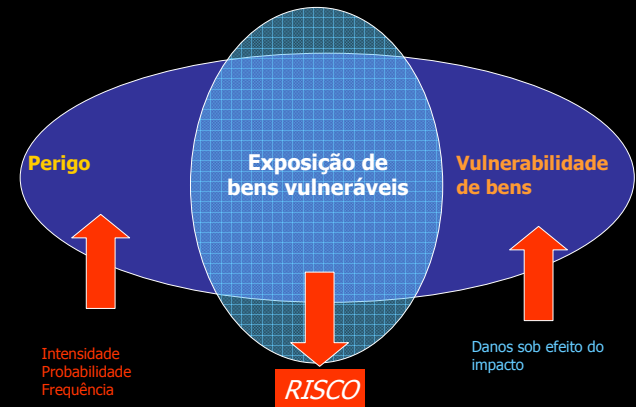 Perigo
Exposição de
bens vulneráveis
Vulnerabilidade
de bens
Intensidade
Probabilidade
Frequência
RISCO
Danos sob efeito do
impacto